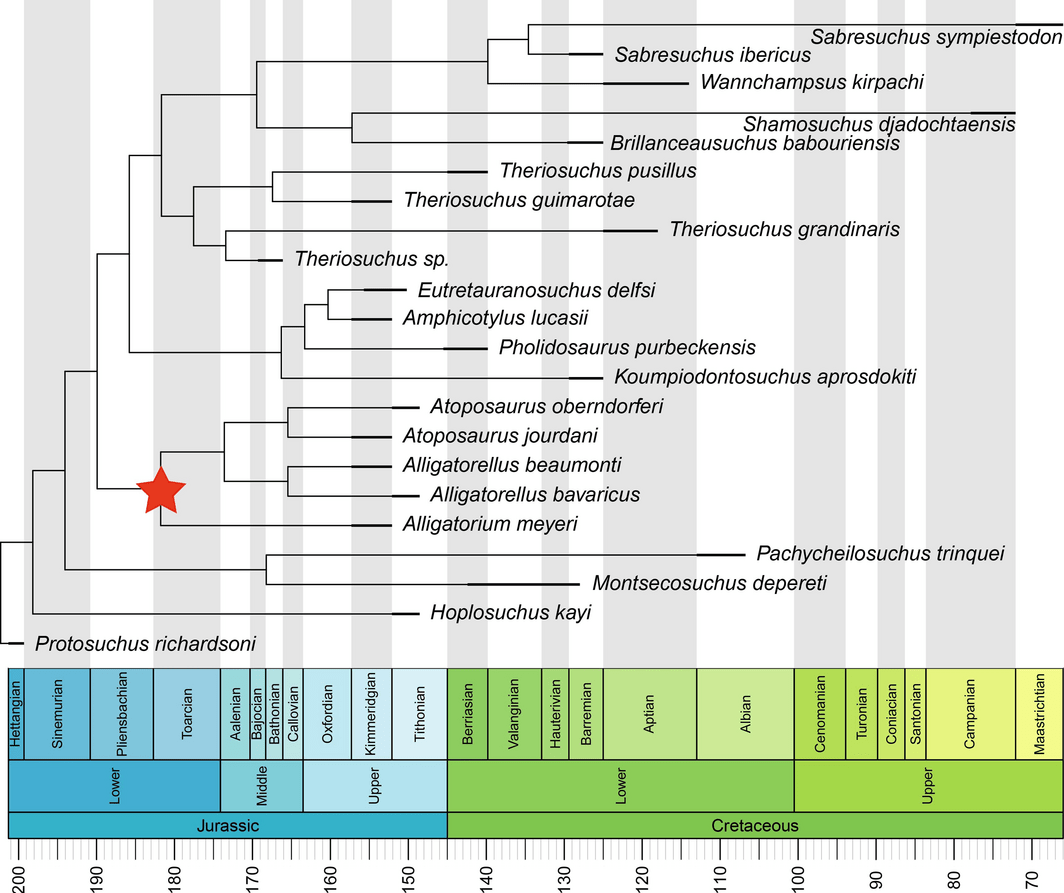 Sabresuchus sympiestodon
Sabresuchus ibericus
Wannchampsus kirpachi
Shamosuchus djadochtaensis
Brillanceausuchus babouriensis
Theriosuchus pusillus
Theriosuchus guimarotae
Theriosuchus grandinaris
Theriosuchus sp.
Eutretauranosuchus delfsi
Amphicotylus lucasii
Pholidosaurus purbeckensis
Koumpiodontosuchus aprosdokiti
Atoposaurus oberndorferi
Atoposaurus jourdani
Alligatorellus beaumonti
Alligatorellus bavaricus
Alligatorium meyeri
Pachycheilosuchus trinquei
Montsecosuchus depereti
Hoplosuchus kayi
Protosuchus richardsoni
Hettangian Sinemurian Pliensbachian Toarcian Aalenian Bajocian Bathonian Callovian Oxfordian Kimmeridgian Tithonian Berriasian Valanginian Hauterivian Barremian Aptian Albian Cenomanian Turonian Coniacian Santonian Campanian Maastrichtian
Lower Middle Upper Lower Upper
Jurassic Cretaceous
200 190 180 170 160 150 140 130 120 110 100 90 80 70